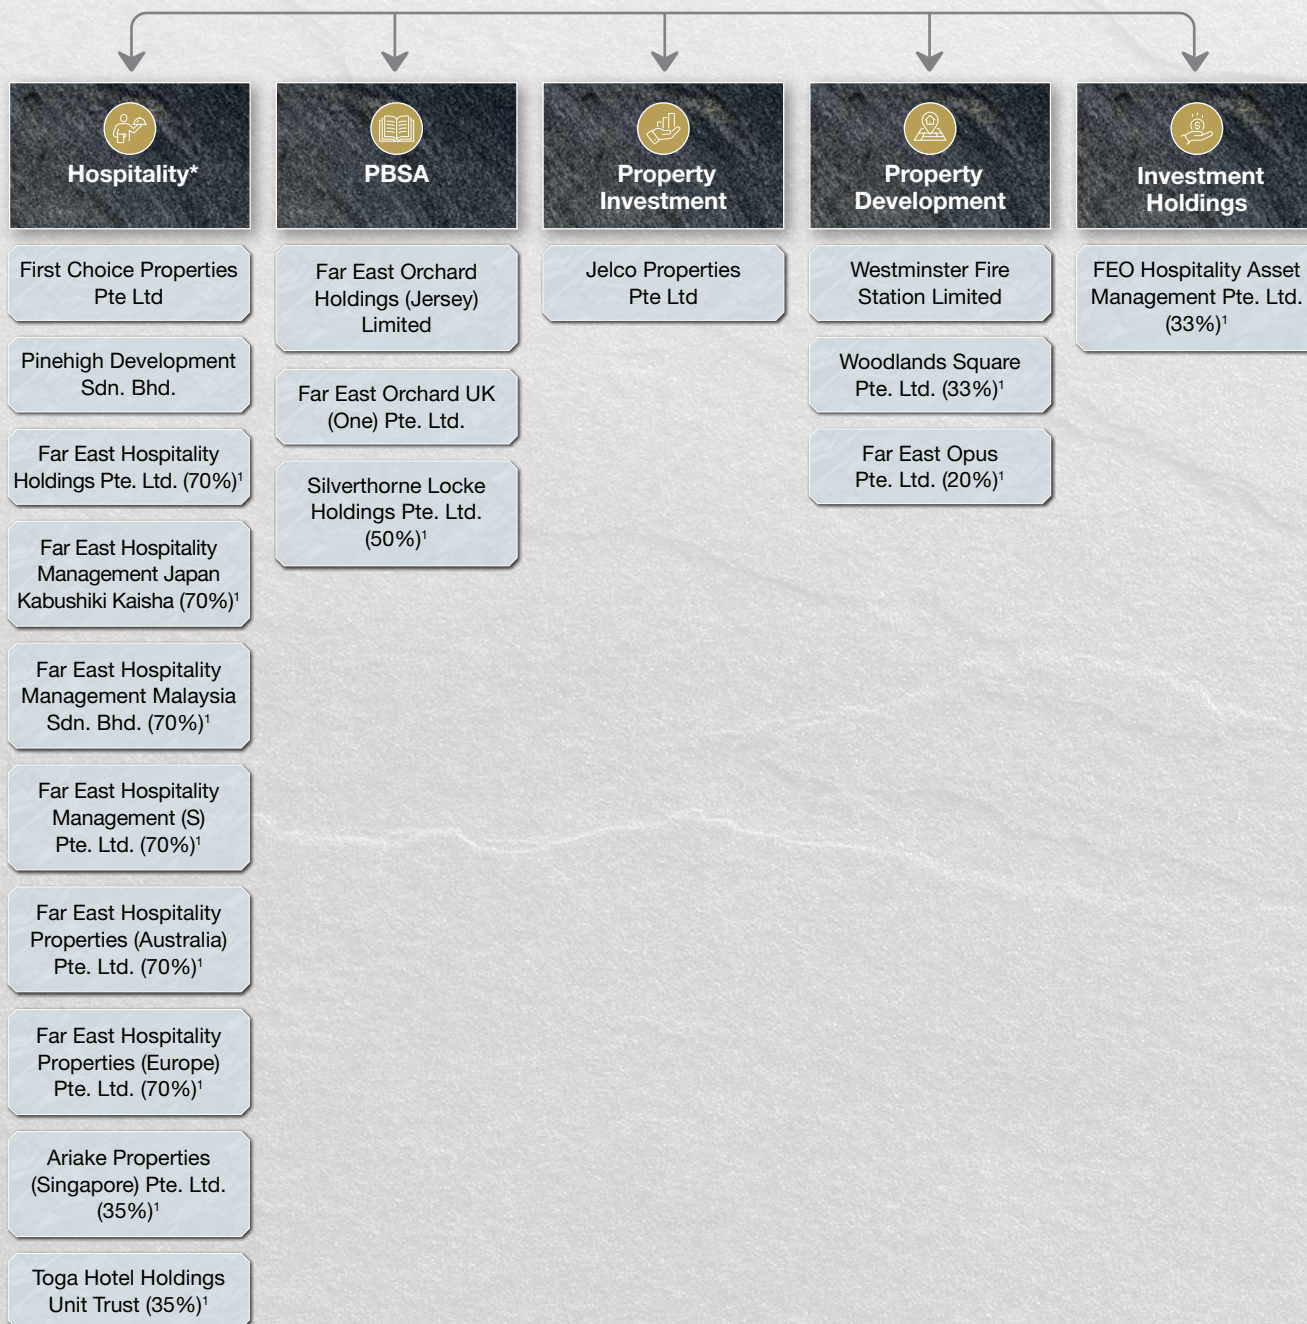 Hospitality*
First Choice Properties
Pte Ltd
Pinehigh Development
Sdn. Bhd.
Far East Hospitality
Holdings Pte. Ltd. (70%)¹
Far East Hospitality
Management Japan
Kabushiki Kaisha (70%)¹
Far East Hospitality
Management Malaysia
Sdn. Bhd. (70%)¹
Far East Hospitality
Management (S)
Pte. Ltd. (70%)¹
Far East Hospitality
Properties (Australia)
Pte. Ltd. (70%)¹
Far East Hospitality
Properties (Europe)
Pte. Ltd. (70%)¹
Ariake Properties
(Singapore) Pte. Ltd.
(35%)¹
Toga Hotel Holdings
Unit Trust (35%)¹
PBSA
Far East Orchard
Holdings (Jersey)
Limited
Far East Orchard UK
(One) Pte. Ltd.
Silverthorne Locke
Holdings Pte. Ltd.
(50%)¹
Property
Investment
Jelco Properties
Pte Ltd
Property
Development
Westminster Fire
Station Limited
Woodlands Square
Pte. Ltd. (33%)¹
Far East Opus
Pte. Ltd. (20%)¹
Investment
Holdings
FEO Hospitality Asset
Management Pte. Ltd.
(33%)¹